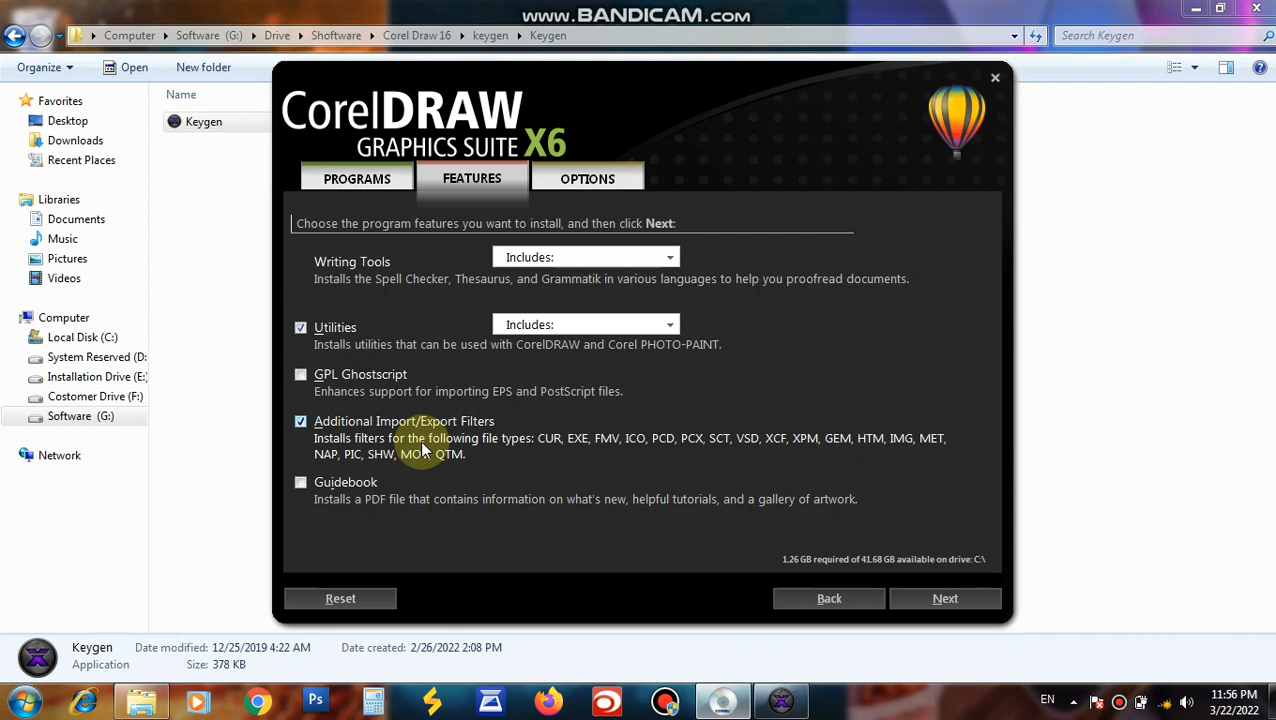 www.BANDICAM.com
Computer Software (G:) Drive Shoftware Corel Draw 16 keygen Keygen
Search Keygen
Organize Open New folder
Favorites
Desktop
Downloads
Recent Places
Libraries
Documents
Music
Pictures
Videos
Computer
Local Disk (C:)
System Reserved (D:
Installation Drive (E:)
Customer Drive (F:)
Software (G:)
Network
Name
Keygen
CorelDRAW
GRAPHICS SUITE X6
PROGRAMS FEATURES OPTIONS
Choose the program features you want to install, and then click Next:
Writing Tools Includes:
Installs the Spell Checker, Thesaurus, and Grammatik in various languages to help you proofread documents.
Utilities Includes:
Installs utilities that can be used with CorelDRAW and Corel PHOTO-PAINT.
GPL Ghostscript
Enhances support for importing EPS and PostScript files.
Additional Import/Export Filters
Installs filters for the following file types: CUR, EXE, FMV, ICO, PCD, PCX, SCT, VSD, XCF, XPM, GEM, HTM, IMG, MET,
NAP, PIC, SHW, QTM.
Guidebook
Installs a PDF file that contains information on what's new, helpful tutorials, and a gallery of artwork.
1.26 GB required of 41.68 GB available on drive: C:\
Reset Back Next
Keygen Date modified: 12/25/2019 4:22 AM Date created: 2/26/2022 2:08 PM
Application Size: 378 KB
Ps
EN
11:56 PM
3/22/2022